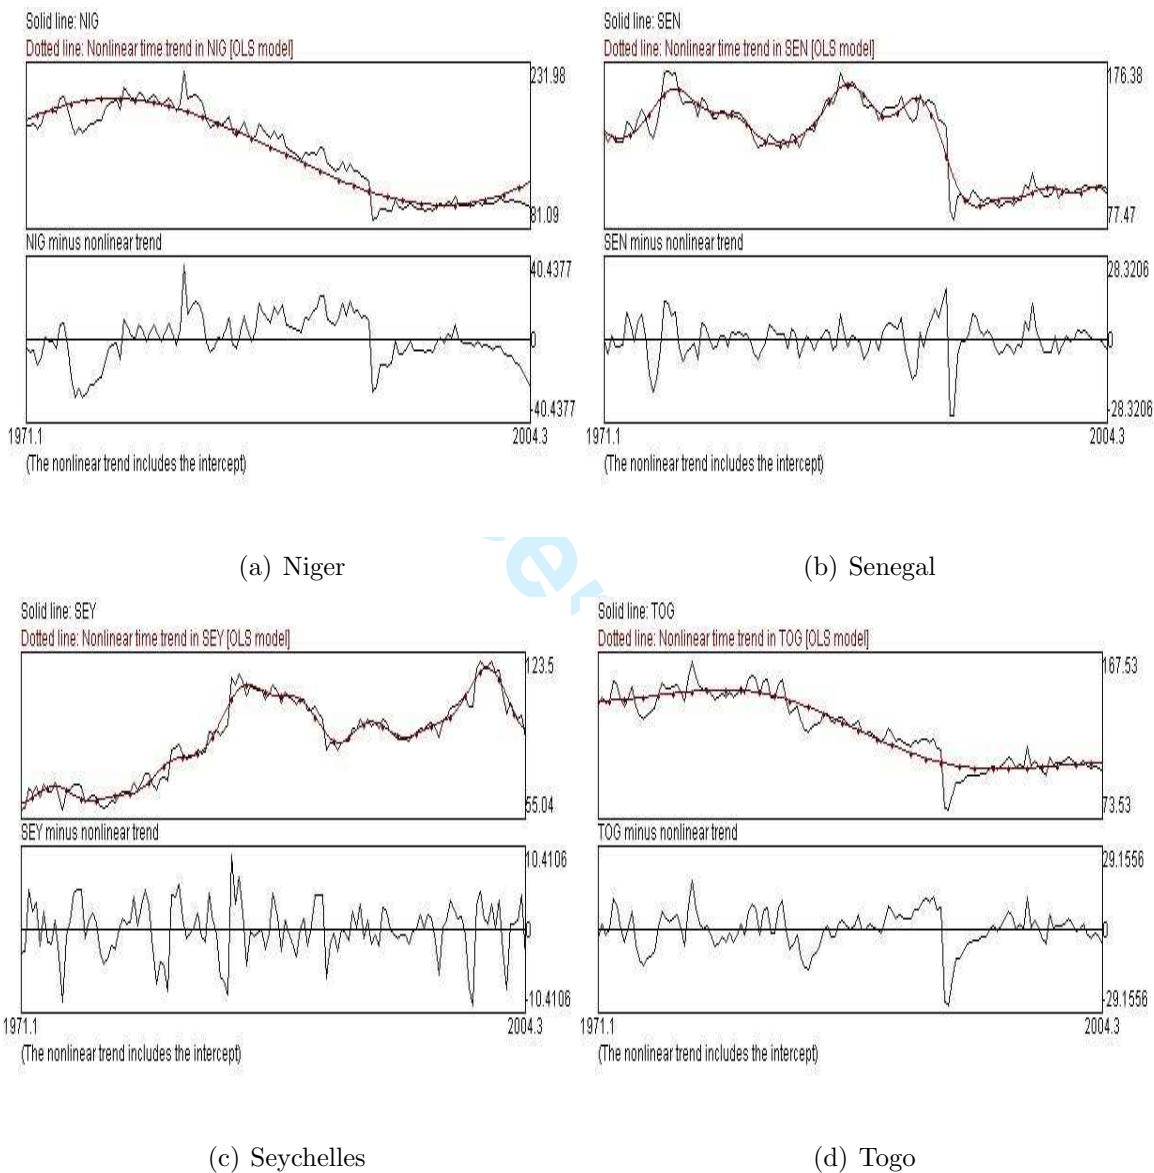 Solid line: NIG
Dotted line: Nonlinear time trend in NIG [OLS model]
231.98
81.09
NIG minus nonlinear trend
40.4377
0
-40.4377
1971.1
2004.3
(The nonlinear trend includes the intercept)
(a) Niger
Solid line: SEN
Dotted line: Nonlinear time trend in SEN [OLS model]
176.38
77.47
SEN minus nonlinear trend
28.3206
0
-28.3206
1971.1
2004.3
(The nonlinear trend includes the intercept)
(b) Senegal
Solid line: SEY
Dotted line: Nonlinear time trend in SEY [OLS model]
123.5
55.04
SEY minus nonlinear trend
10.4106
0
-10.4106
1971.1
2004.3
(The nonlinear trend includes the intercept)
(c) Seychelles
Solid line: TOG
Dotted line: Nonlinear time trend in TOG [OLS model]
167.53
73.53
TOG minus nonlinear trend
29.1556
0
-29.1556
1971.1
2004.3
(The nonlinear trend includes the intercept)
(d) Togo